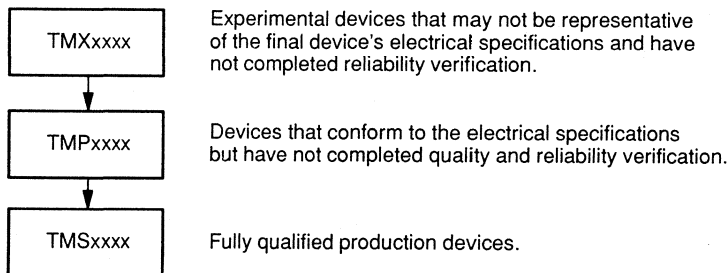 TMXxxxx
Experimental devices that may not be representative
of the final device's electrical specifications and have
not completed reliability verification.
TMPxxxx
Devices that conform to the electrical specifications
but have not completed quality and reliability verification.
TMSxxxx
Fully qualified production devices.